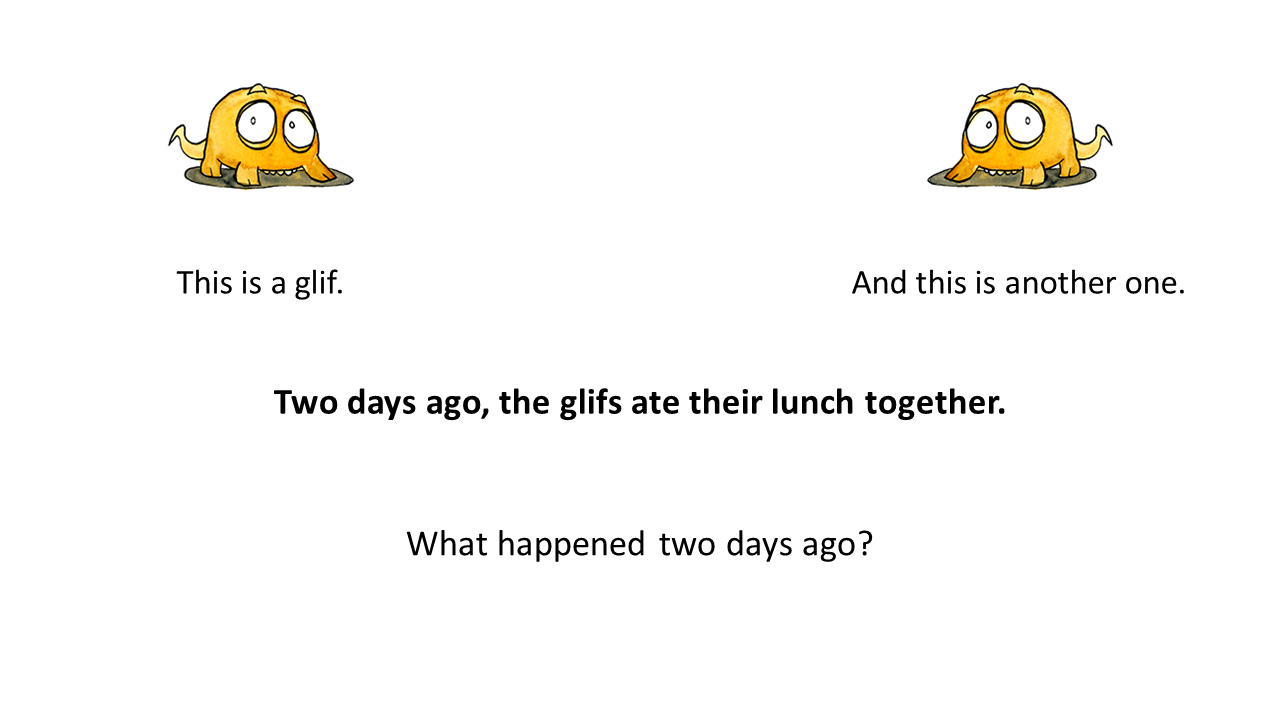 This is a glif.
And this is another one.
Two days ago, the glifs ate their lunch together.
What happened two days ago?